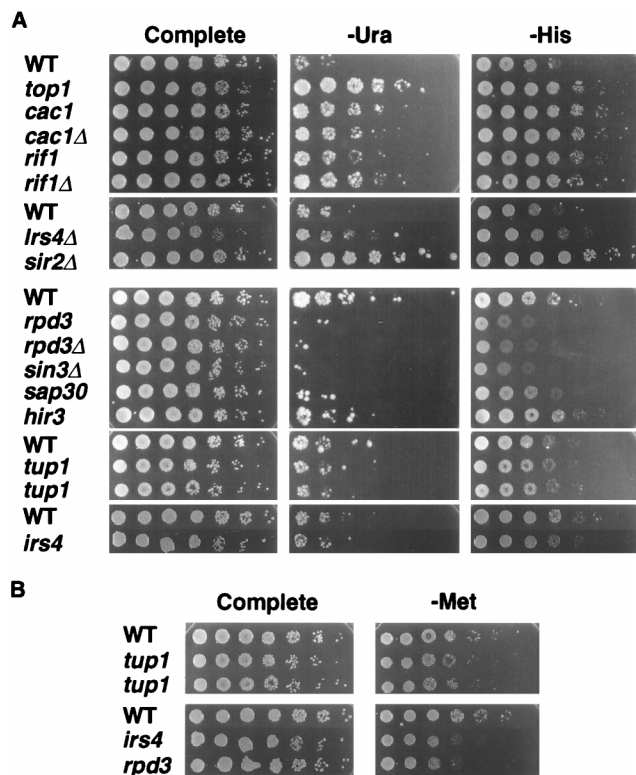 A
Complete -Ura -His
WT
top1
cac1
cac1Δ
rif1
rif1Δ
WT
lrs4Δ
sir2Δ
WT
rpd3
rpd3Δ
sin3Δ
sap30
hir3
WT
tup1
tup1
WT
irs4
B
Complete -Met
WT
tup1
tup1
WT
irs4
rpd3